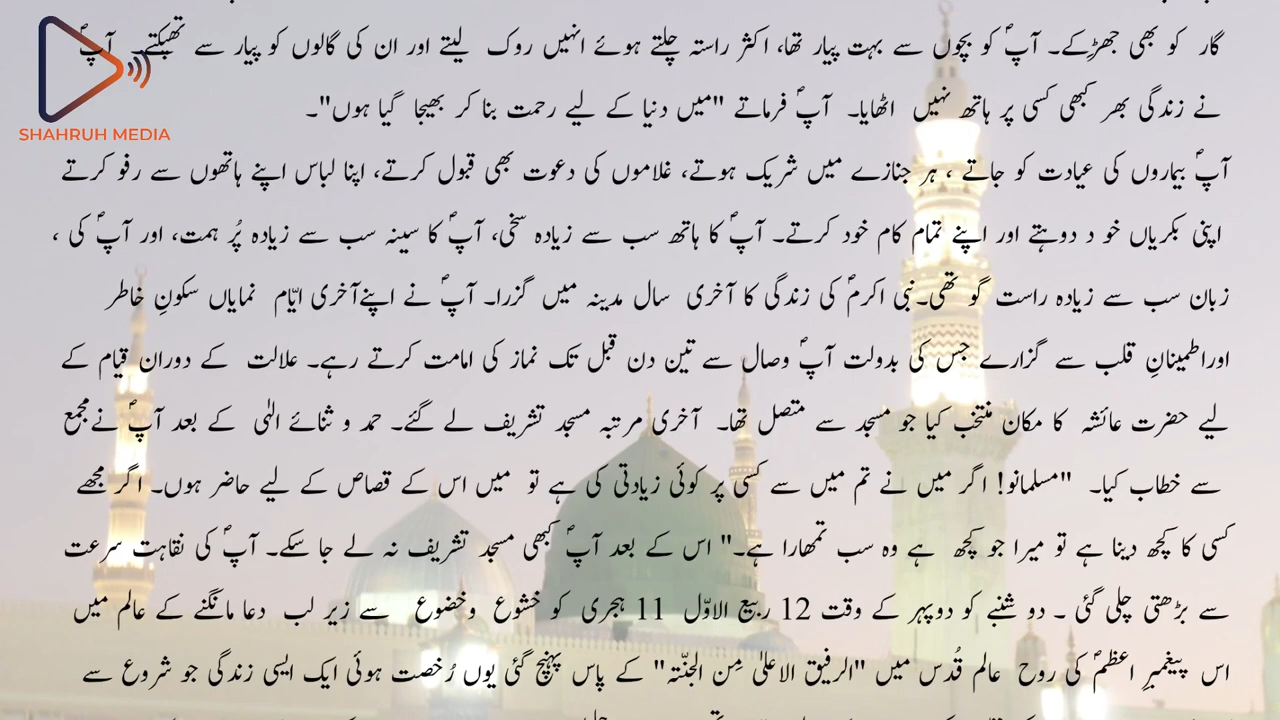 گار کو بھی جھڑکے۔ آپؐ کو بچوں سے بہت پیار تھا، اکثر راستہ چلتے ہوئے انہیں روک لیتے اور ان کی گالوں کو پیار سے تھپکتے۔ آپؐ
نے زندگی بھر کبھی کسی پر ہاتھ نہیں اٹھایا۔ آپؐ فرماتے "میں دنیا کے لیے رحمت بنا کر بھیجا گیا ہوں"۔
SHAHRUH MEDIA
آپؐ بیماروں کی عیادت کو جاتے ، ہر جنازے میں شریک ہوتے، غلاموں کی دعوت بھی قبول کرتے، اپنا لباس اپنے ہاتھوں سے رفو کرتے
، اپنی بکریاں خو د دوہتے اور اپنے تمام کام خود کرتے۔ آپؐ کا ہاتھ سب سے زیادہ سخی، آپؐ کا سینہ سب سے زیادہ پُر ہمت، اور آپؐ کی
زبان سب سے زیادہ راست گو تھی۔نبی اکرمؐ کی زندگی کا آخری سال مدینہ میں گزرا۔ آپؐ نے اپنےآخری ایّام نمایاں سکونِ خاطر
اوراطمینانِ قلب سے گزارے جس کی بدولت آپؐ وصال سے تین دن قبل تک نماز کی امامت کرتے رہے۔ علالت کے دوران قیام کے
لیے حضرت عائشہ کا مکان منتخب کیا جو مسجد سے متصل تھا۔ آخری مرتبہ مسجد تشریف لے گئے۔ حمد و ثنائے الٰہی کے بعد آپؐ نےمجمع
سے خطاب کیا۔ "مسلمانو! اگر میں نے تم میں سے کسی پر کوئی زیادتی کی ہے تو میں اس کے قصاص کے لیے حاضر ہوں۔ اگر مجھے
کسی کا کچھ دینا ہے تو میرا جو کچھ ہے وہ سب تمھارا ہے۔" اس کے بعد آپؐ کبھی مسجد تشریف نہ لے جا سکے۔ آپؐ کی نقاہت سرعت
سے بڑھتی چلی گئی ۔ دو شنبے کو دوپہر کے وقت 12 ربیع الاوّل 11 ہجری کو خشوع وخضوع سے زیر لب دعا مانگنے کے عالم میں
اس پیغمبرِ اعظمؐ کی روح عالم قُدس میں "الرفیق الاعلیٰ مِن الجنّتہ" کے پاس پہنچ گئی یوں رُخصت ہوئی ایک ایسی زندگی جو شروع سے